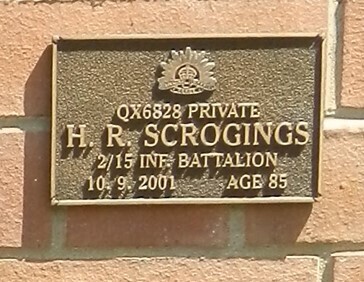 QX6828 PRIVATE
H. R. SCROGINGS
2/15 INF. BATTALION
10. 9. 2001 AGE 85